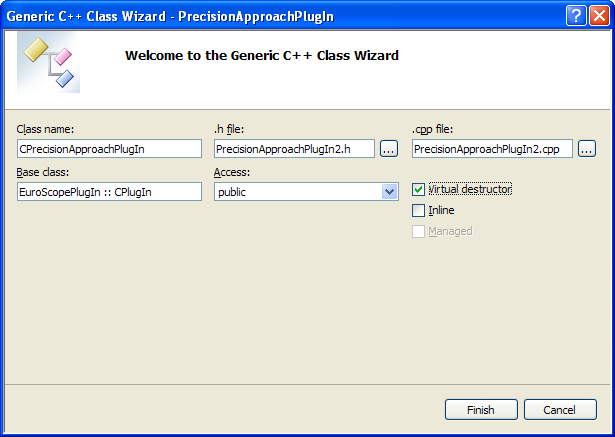 Generic C++ Class Wizard - PrecisionApproachPlugIn
Welcome to the Generic C++ Class Wizard
Class name:
.h file:
.cpp file:
CPrecisionApproachPlugIn
PrecisionApproachPlugIn2.h
...
PrecisionApproachPlugIn2.cpp
...
Base class:
Access:
EuroScopePlugIn :: CPlugIn
public
Virtual destructor
Inline
Managed
Finish
Cancel